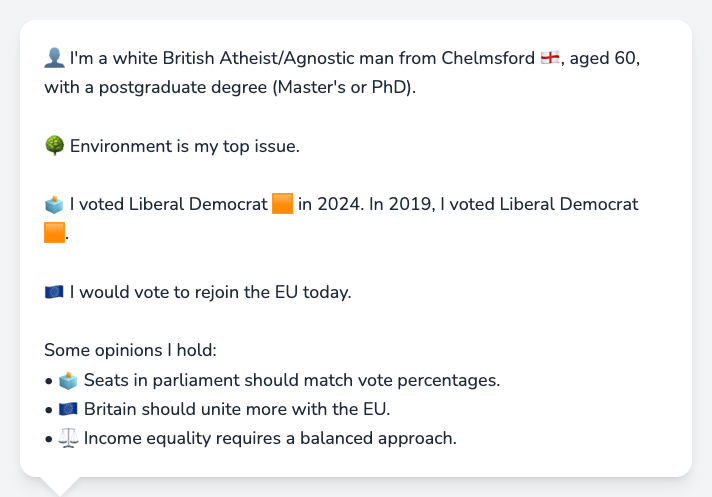 👤 I'm a white British Atheist/Agnostic man from Chelmsford 🏴󠁧󠁢󠁥󠁮󠁧󠁿, aged 60,
with a postgraduate degree (Master's or PhD).
🌳 Environment is my top issue.
🗳️ I voted Liberal Democrat 🟧 in 2024. In 2019, I voted Liberal Democrat
🟧.
🇪🇺 I would vote to rejoin the EU today.
Some opinions I hold:
• 🗳️ Seats in parliament should match vote percentages.
• 🇪🇺 Britain should unite more with the EU.
• ⚖️ Income equality requires a balanced approach.